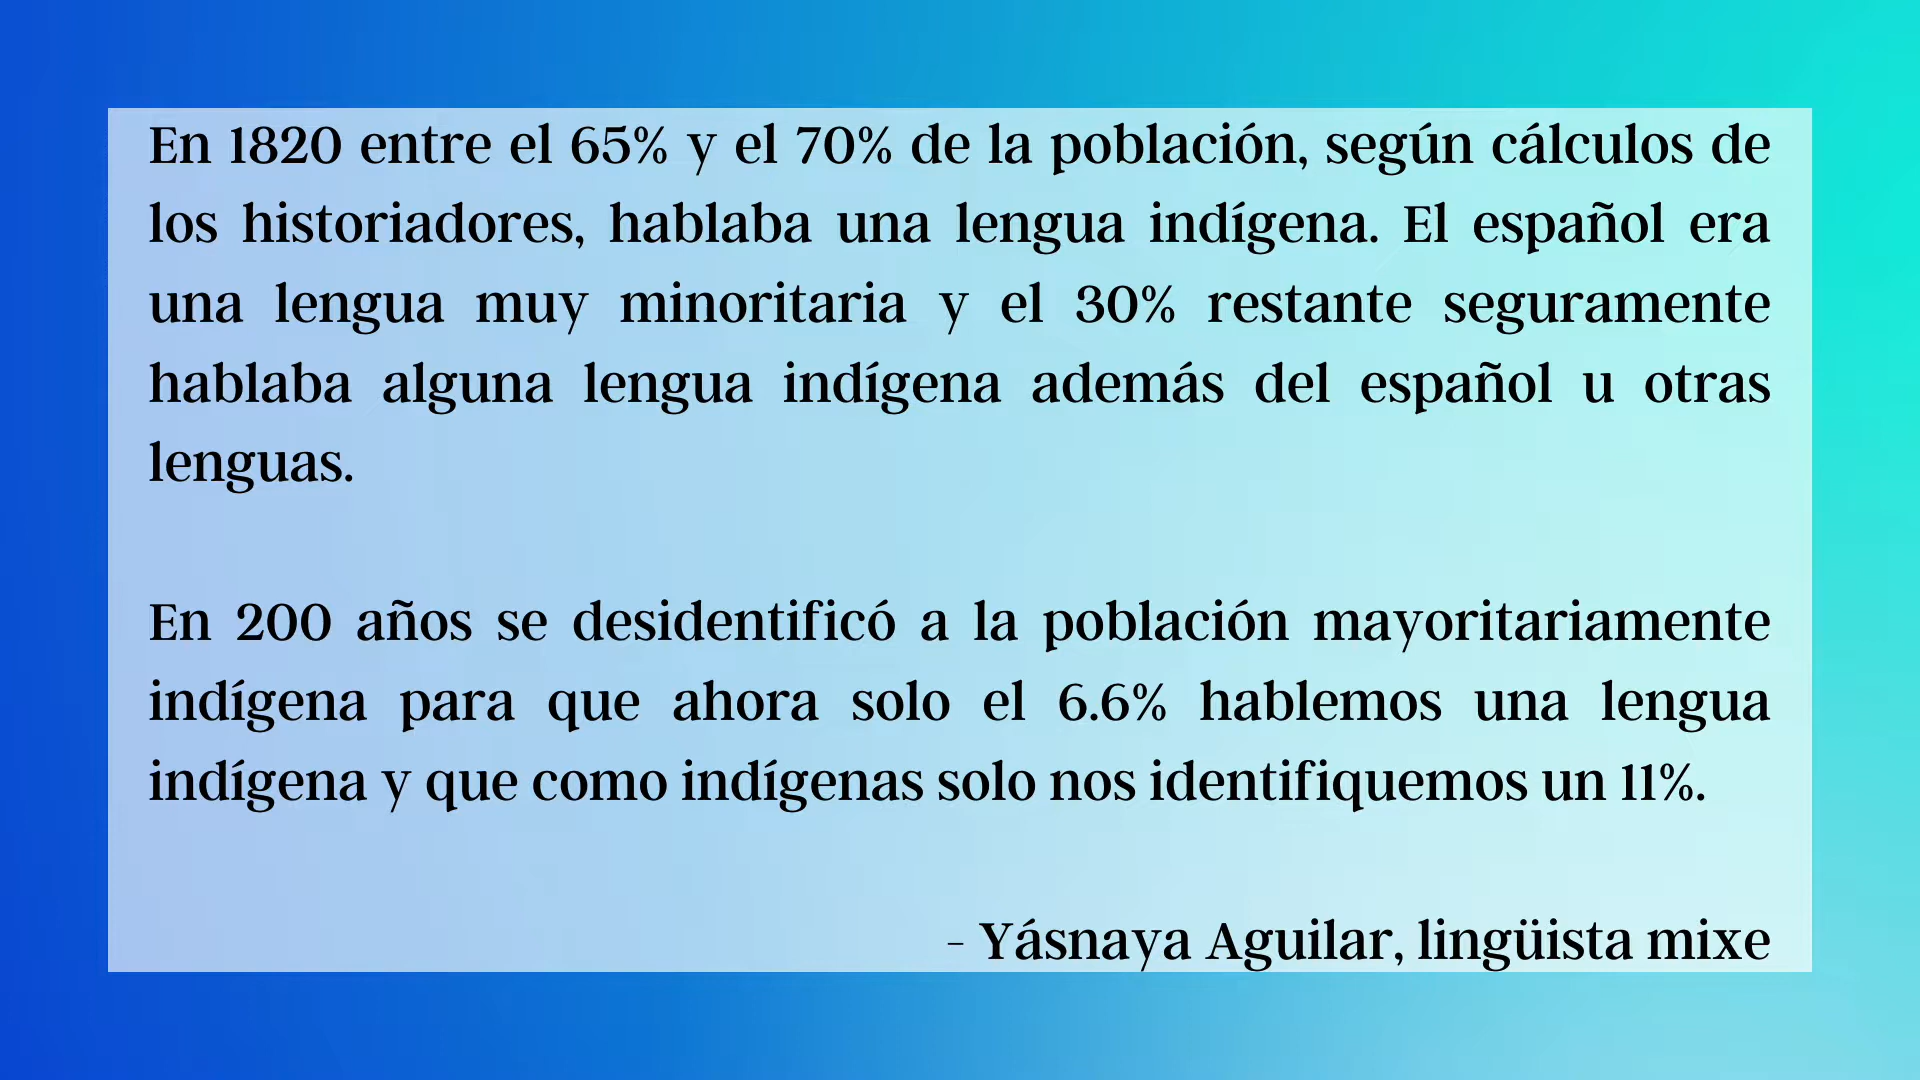 En 1820 entre el 65% y el 70% de la población, según cálculos de
los historiadores, hablaba una lengua indígena. El español era
una lengua muy minoritaria y el 30% restante seguramente
hablaba alguna lengua indígena además del español u otras
lenguas.
En 200 años se desidentificó a la población mayoritariamente
indígena para que ahora solo el 6.6% hablemos una lengua
indígena y que como indígenas solo nos identifiquemos un 11%.
- Yásnaya Aguilar, lingüista mixe